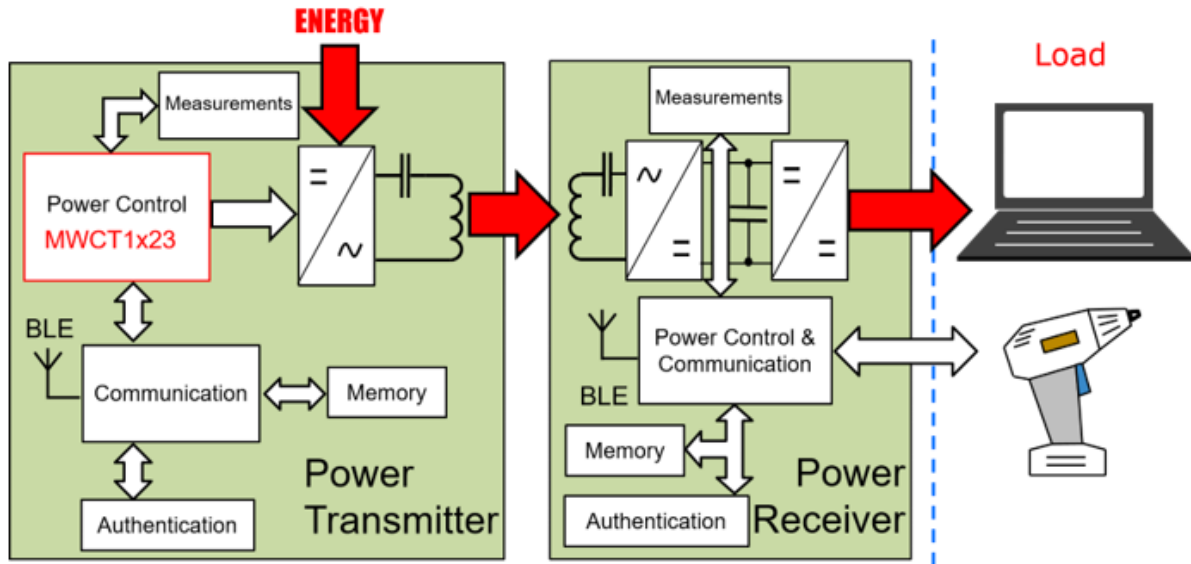 ENERGY
Measurements
Power Control
MWCT1x23
BLE
Communication
Memory
Authentication
Power
Transmitter
Measurements
Power Control &
Communication
BLE
Memory
Authentication
Power
Receiver
Load